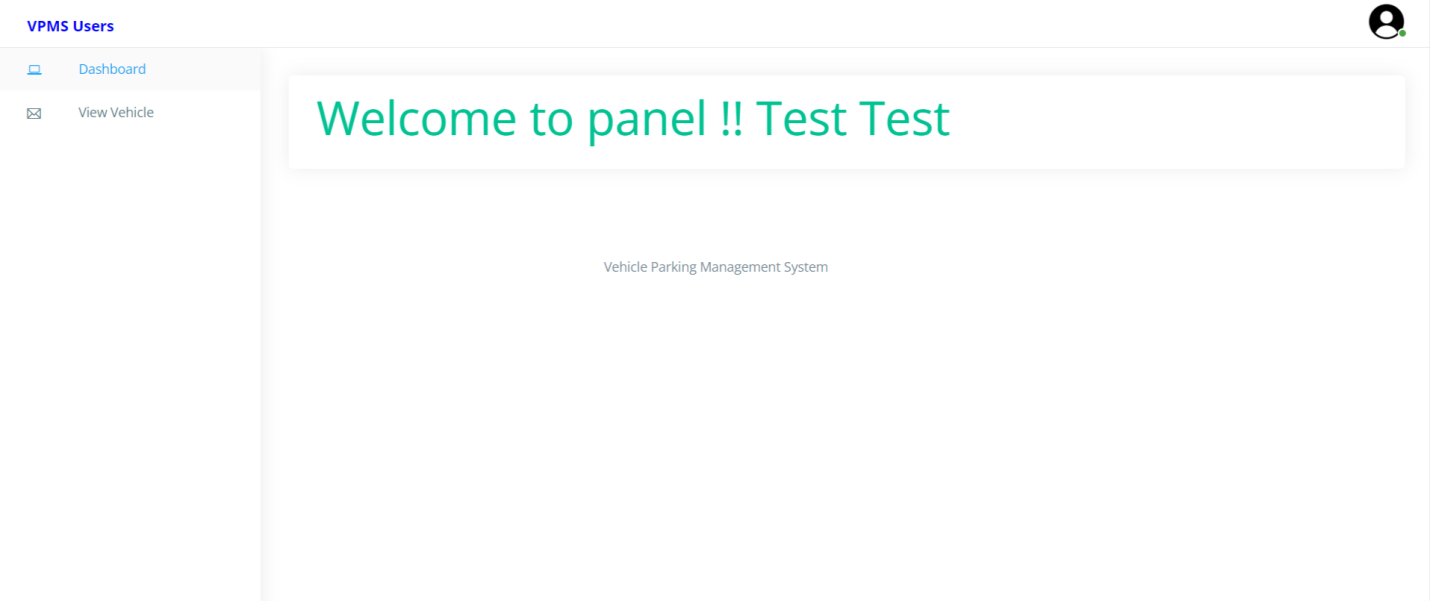 VPMS Users
Dashboard
View Vehicle
Welcome to panel !! Test Test
Vehicle Parking Management System